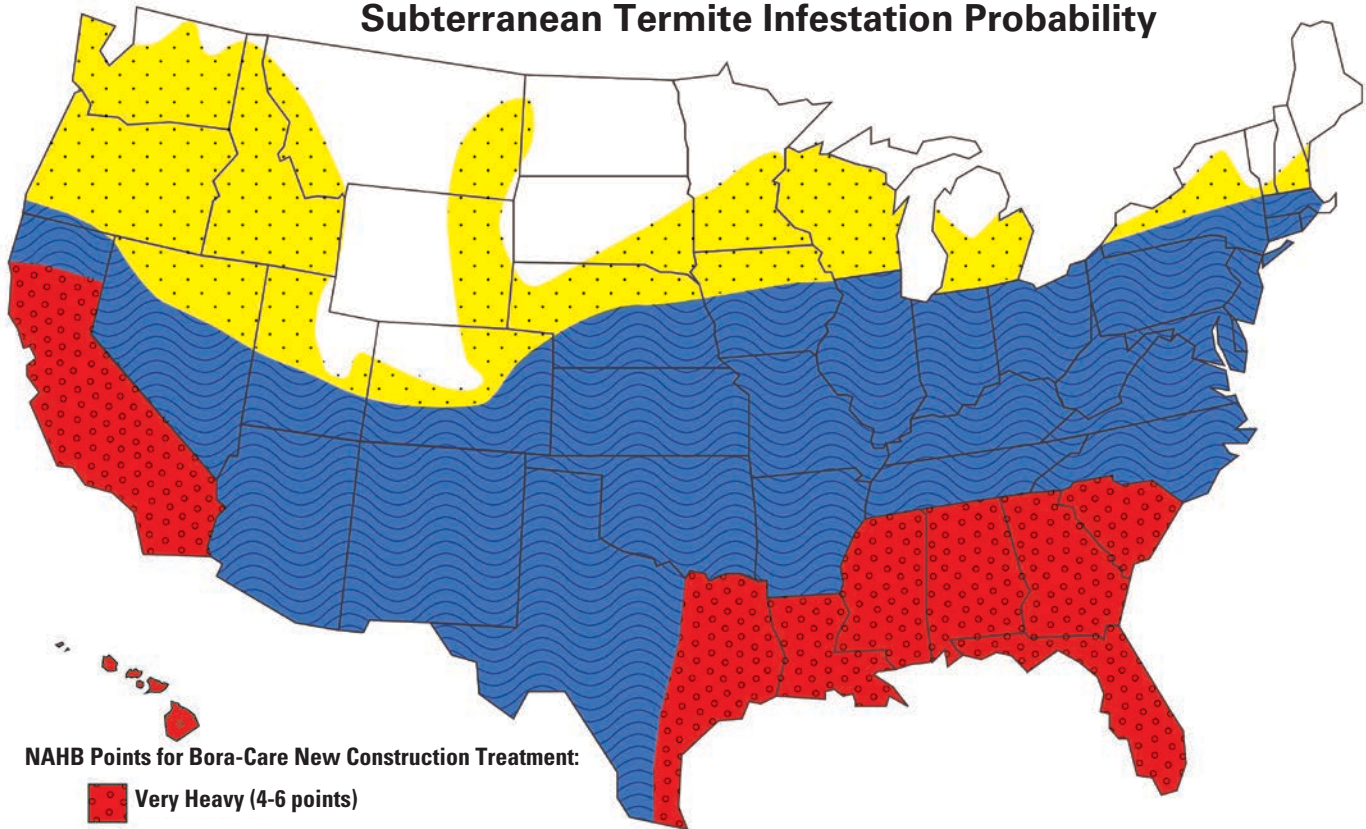 Subterranean Termite Infestation Probability
NAHB Points for Bora-Care New Construction Treatment:
Very Heavy (4-6 points)